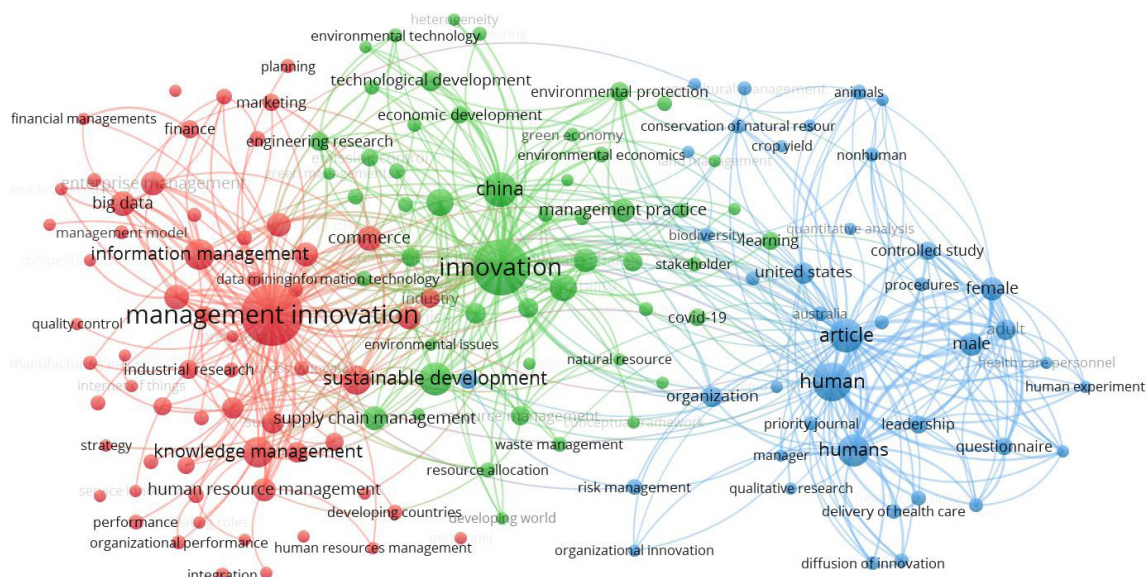 heterogeneity
environmental technology
planning
technological development
environmental protection
animals
marketing
financial managements
finance
economic development
conservation of natural resour
engineering research
green economy
crop yield
environmental economics
nonhuman
enterprise management
china
big data
management practice
management model
biodiversity
quantitative analysis
learning
commerce
information management
controlled study
innovation
stakeholder
united states
data mining
information technology
procedures
female
industry
management innovation
australia
quality control
covid-19
article
adult
male
environmental issues
natural resource
health care personnel
industrial research
sustainable development
human
internet of things
human experiment
organization
supply chain management
conceptual framework
priority journal
leadership
strategy
waste management
questionnaire
knowledge management
manager
humans
resource allocation
human resource management
risk management
qualitative research
developing countries
delivery of health care
developing world
performance
organizational performance
human resources management
personnel
organizational innovation
diffusion of innovation
integration